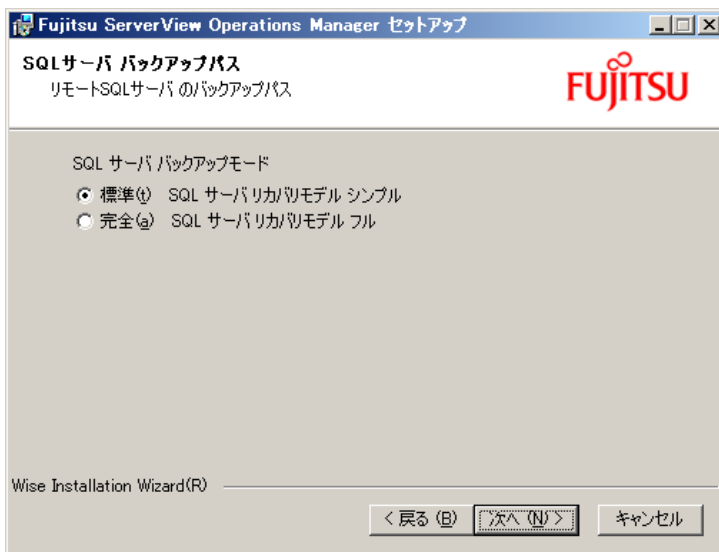 Fujitsu ServerView Operations Manager セットアップ
SQLサーバ バックアップパス
リモートSQLサーバ のバックアップパス
FUJITSU
SQL サーバ バックアップモード
標準(t) SQL サーバ リカバリモデル シンプル
完全(a) SQL サーバ リカバリモデル フル
Wise Installation Wizard(R)
< 戻る (B) 次へ (N) > キャンセル